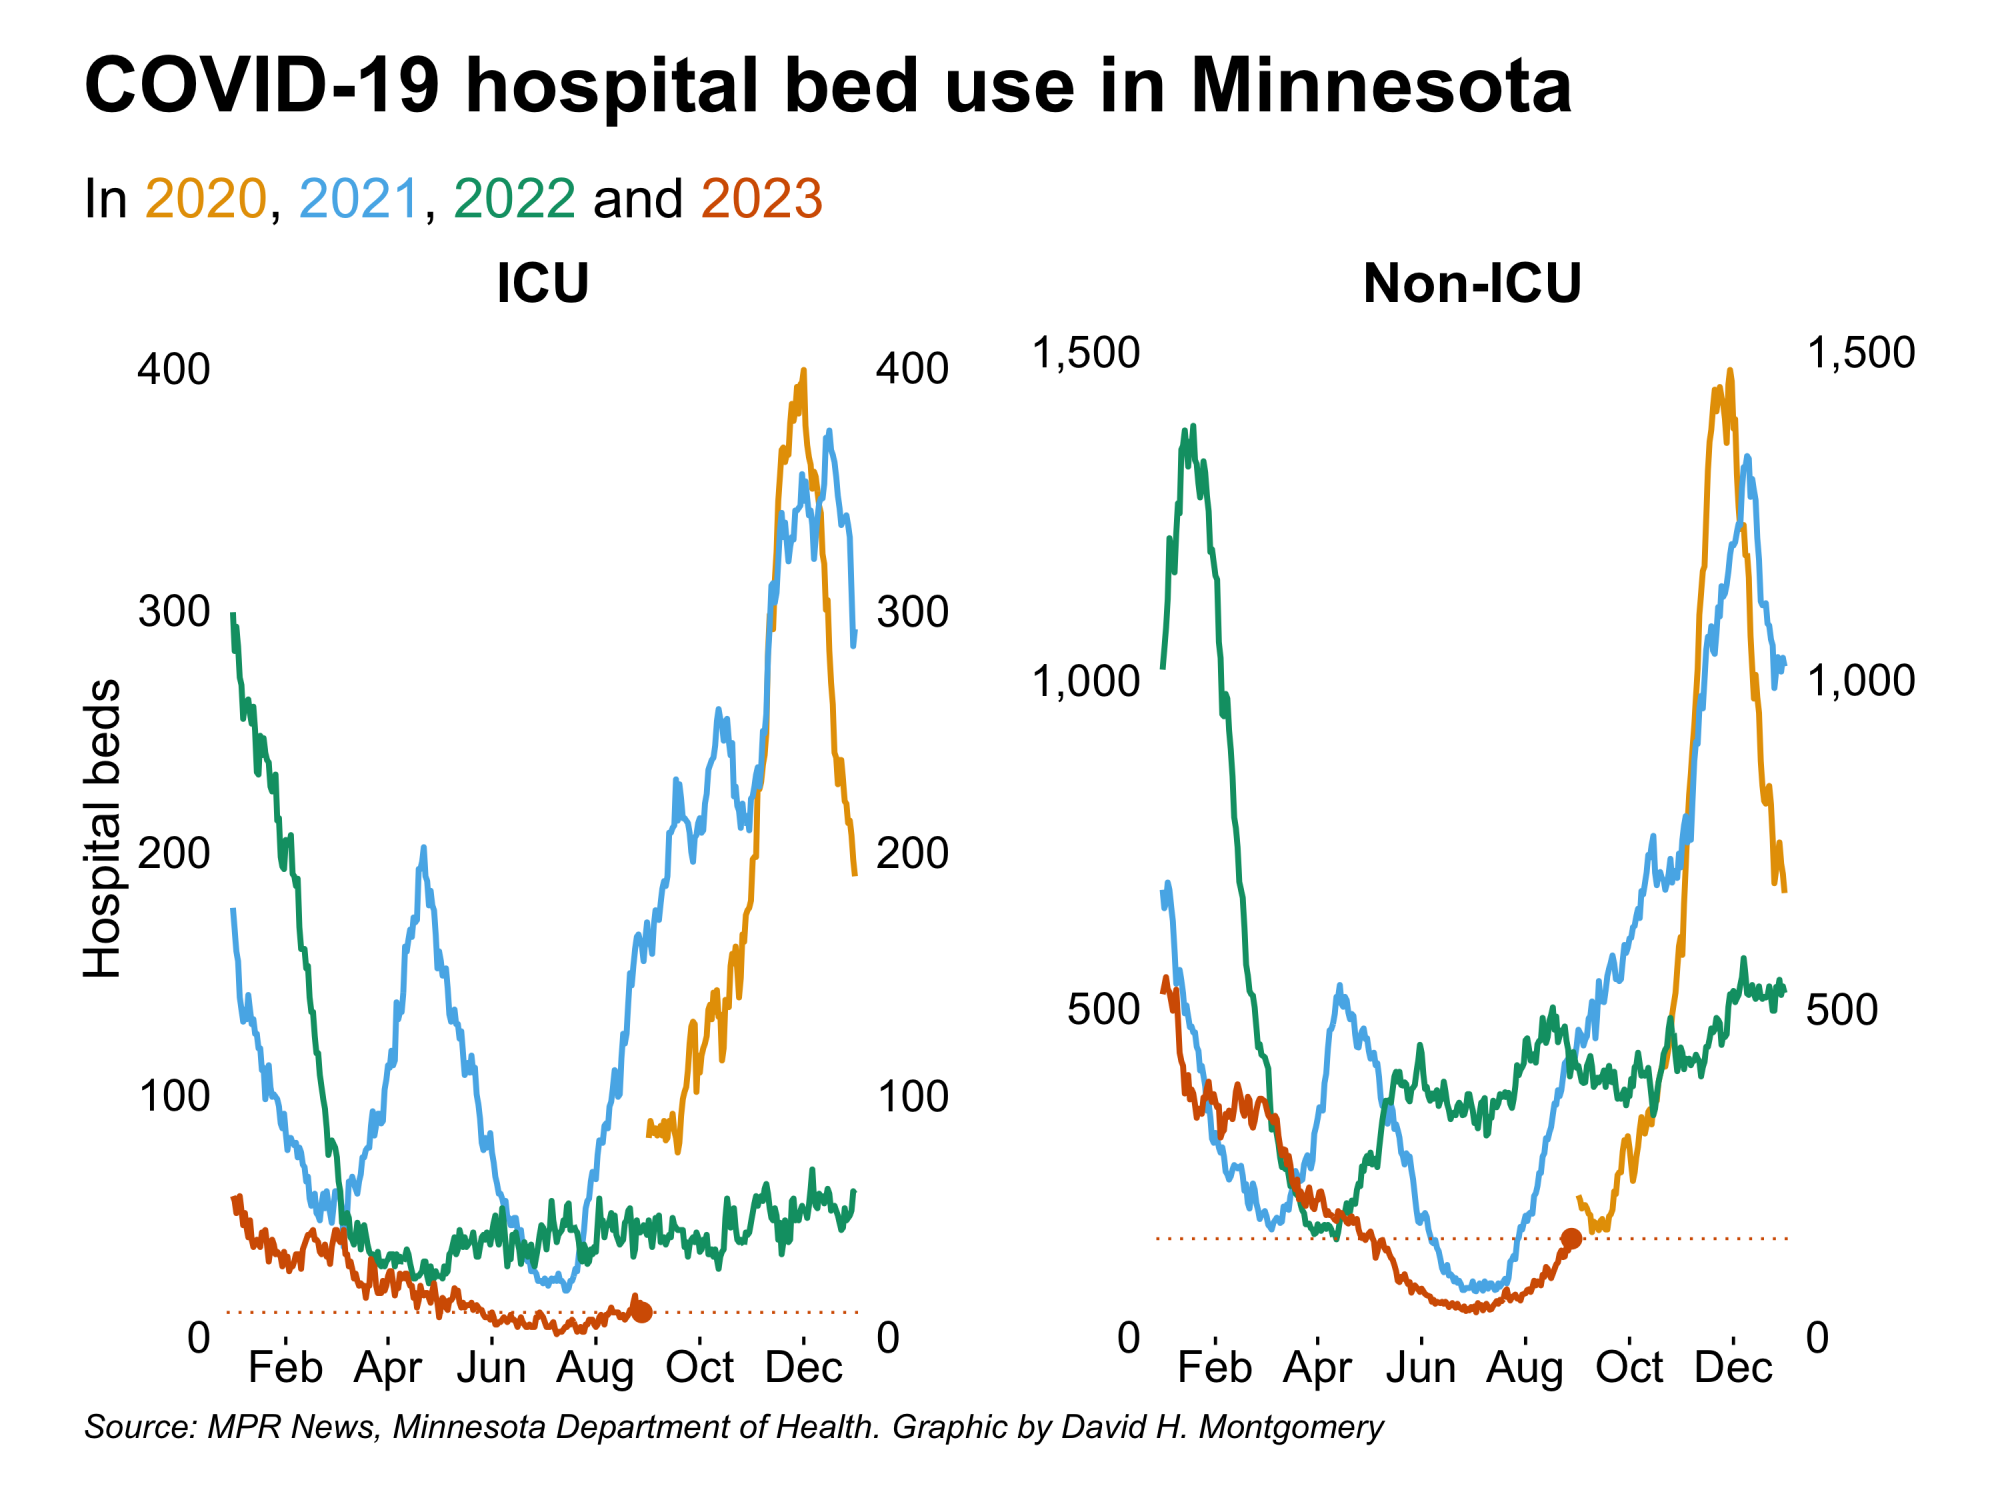 COVID-19 hospital bed use in Minnesota
In 2020, 2021, 2022 and 2023
ICU
Non-ICU
Hospital beds
400
300
200
100
0
400
300
200
100
0
Feb Apr Jun Aug Oct Dec
1,500
1,000
500
0
1,500
1,000
500
0
Feb Apr Jun Aug Oct Dec
Source: MPR News, Minnesota Department of Health. Graphic by David H. Montgomery